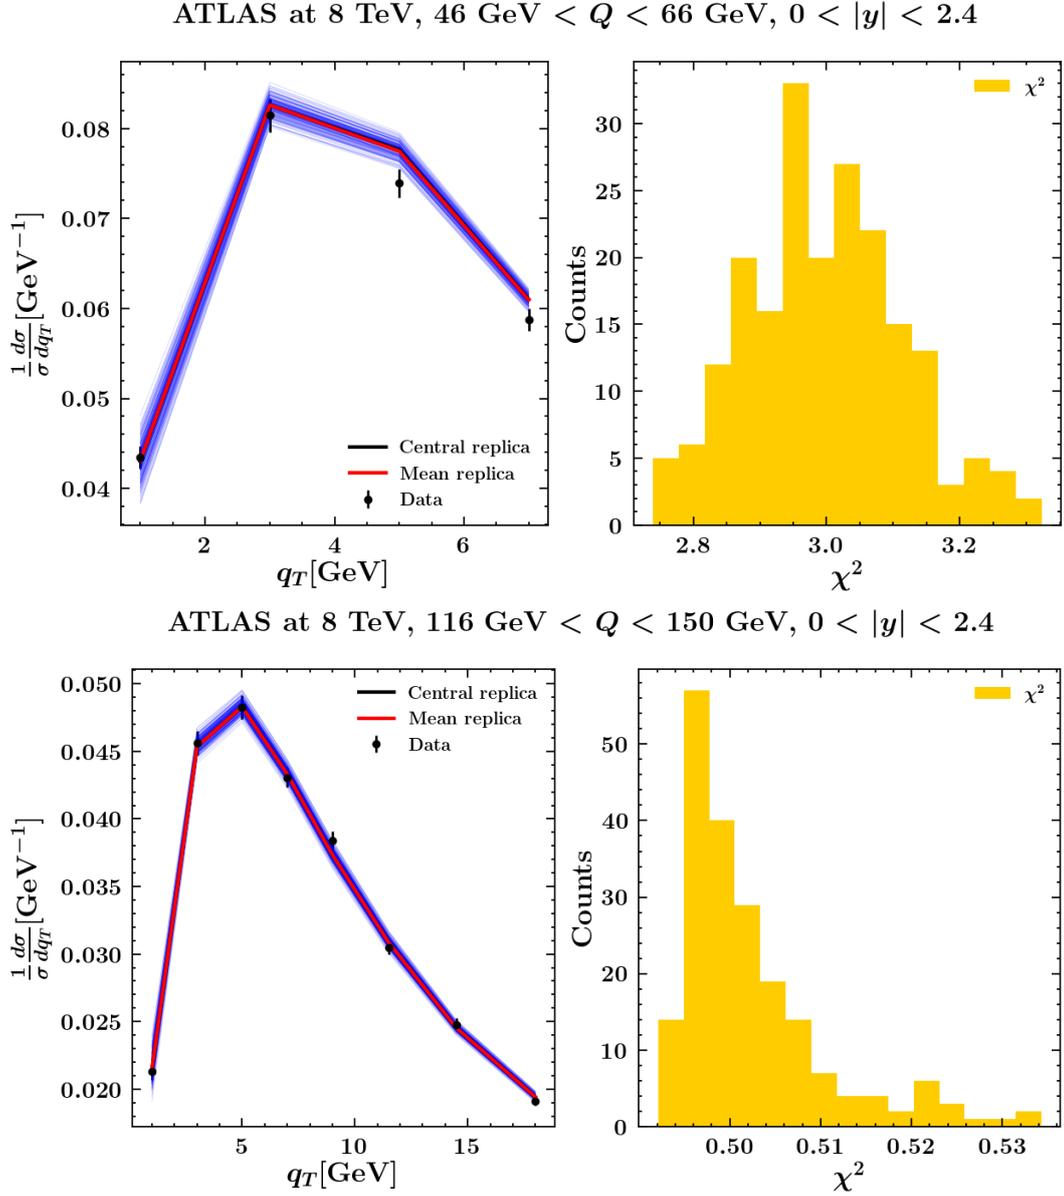 ATLAS at 8 TeV, 46 GeV < Q < 66 GeV, 0 < |y| < 2.4
0.08
0.07
0.06
0.05
0.04
1/σ dσ/dq_T [GeV⁻¹]
Central replica
Mean replica
Data
2 4 6
q_T[GeV]
χ²
30
25
20
15
10
5
0
Counts
2.8 3.0 3.2
χ²
ATLAS at 8 TeV, 116 GeV < Q < 150 GeV, 0 < |y| < 2.4
0.050
0.045
0.040
0.035
0.030
0.025
0.020
1/σ dσ/dq_T [GeV⁻¹]
Central replica
Mean replica
Data
5 10 15
q_T[GeV]
χ²
50
40
30
20
10
0
Counts
0.50 0.51 0.52 0.53
χ²